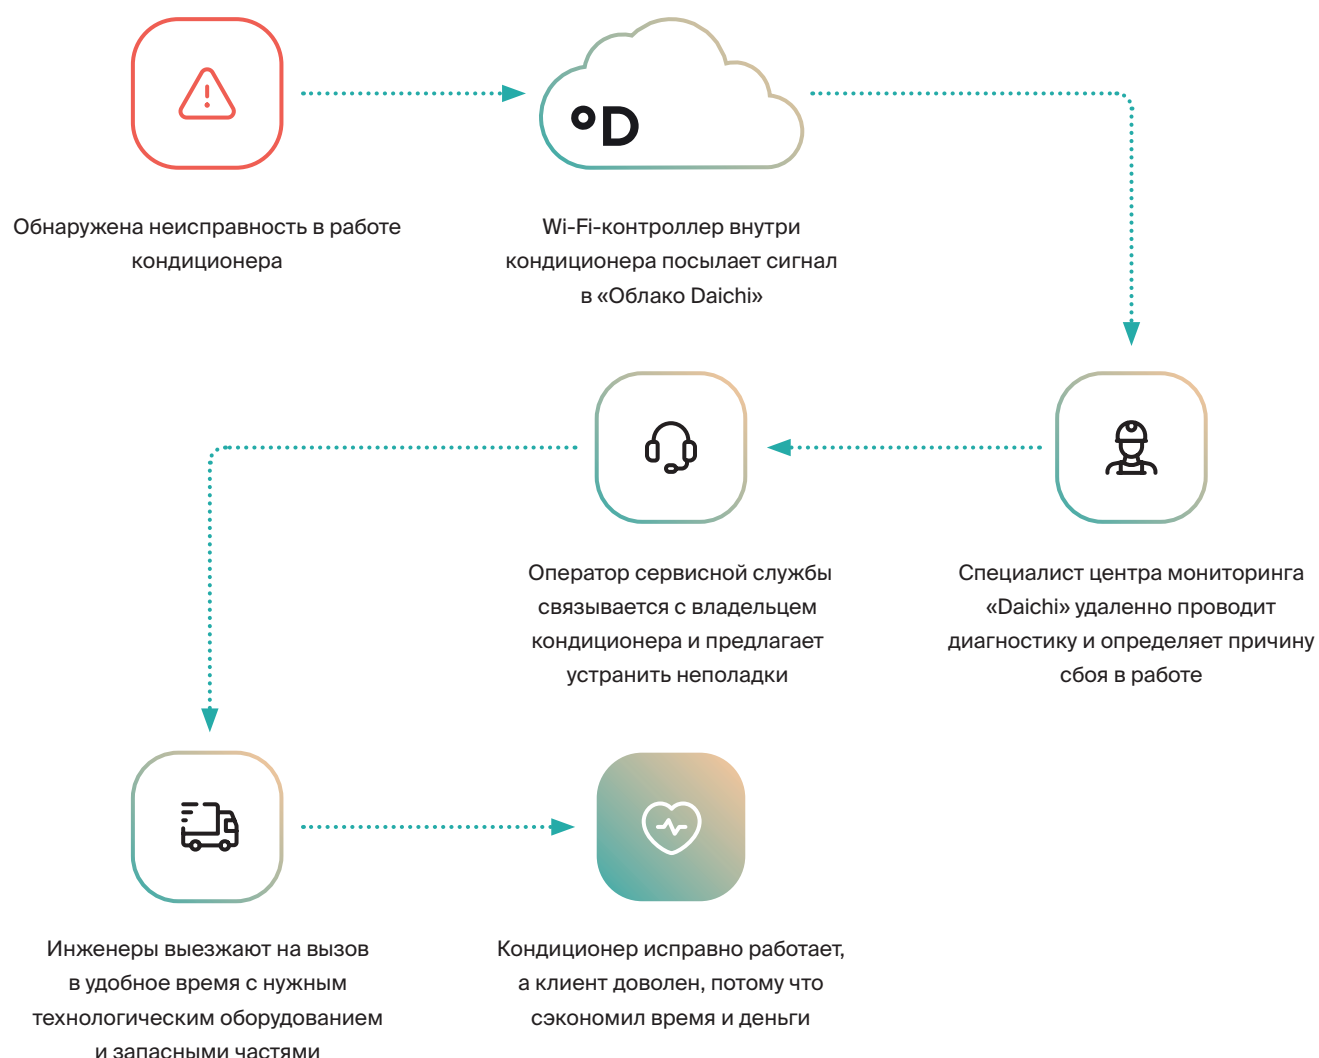 °D
Обнаружена неисправность в работе
кондиционера
Wi-Fi-контроллер внутри
кондиционера посылает сигнал
в «Облако Daichi»
Специалист центра мониторинга
«Daichi» удаленно проводит
диагностику и определяет причину
сбоя в работе
Оператор сервисной службы
связывается с владельцем
кондиционера и предлагает
устранить неполадки
Инженеры выезжают на вызов
в удобное время с нужным
технологическим оборудованием
и запасными частями
Кондиционер исправно работает,
а клиент доволен, потому что
сэкономил время и деньги